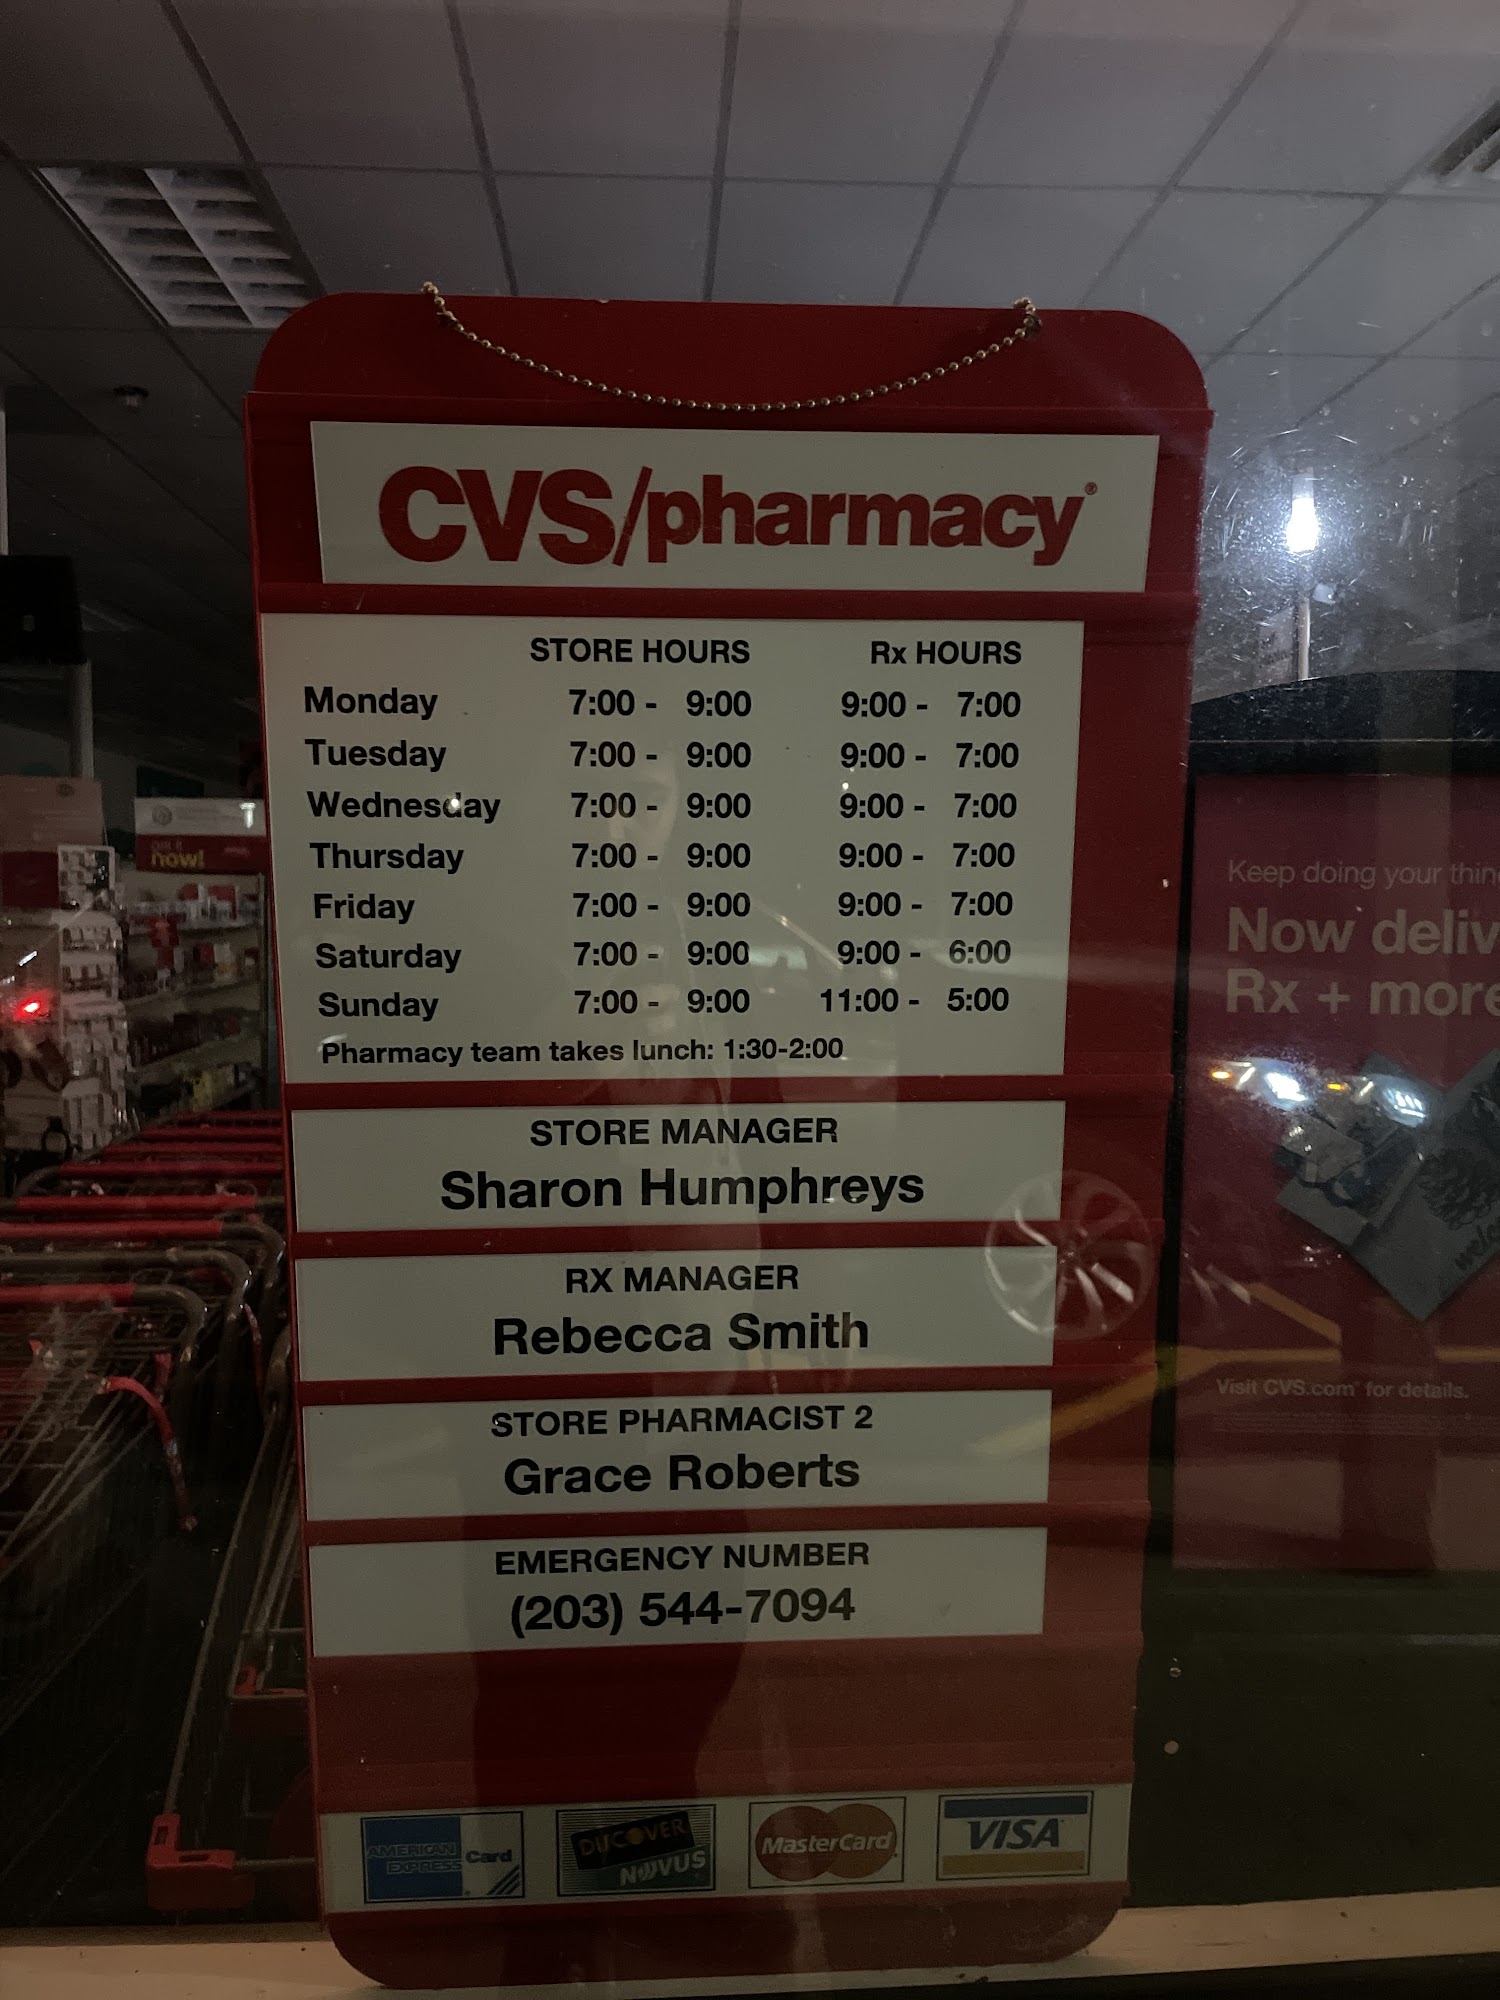 CVS/pharmacy®
STORE HOURS Rx HOURS
Monday 7:00 - 9:00 9:00 - 7:00
Tuesday 7:00 - 9:00 9:00 - 7:00
Wednesday 7:00 - 9:00 9:00 - 7:00
Thursday 7:00 - 9:00 9:00 - 7:00
Friday 7:00 - 9:00 9:00 - 7:00
Saturday 7:00 - 9:00 9:00 - 6:00
Sunday 7:00 - 9:00 11:00 - 5:00
Pharmacy team takes lunch: 1:30-2:00
STORE MANAGER
Sharon Humphreys
RX MANAGER
Rebecca Smith
STORE PHARMACIST 2
Grace Roberts
EMERGENCY NUMBER
(203) 544-7094
AMERICAN EXPRESS Card
DISCOVER
NOVUS
MasterCard
VISA
now!
Keep doing your thin
Now deliv
Rx + more
Visit CVS.com® for details.